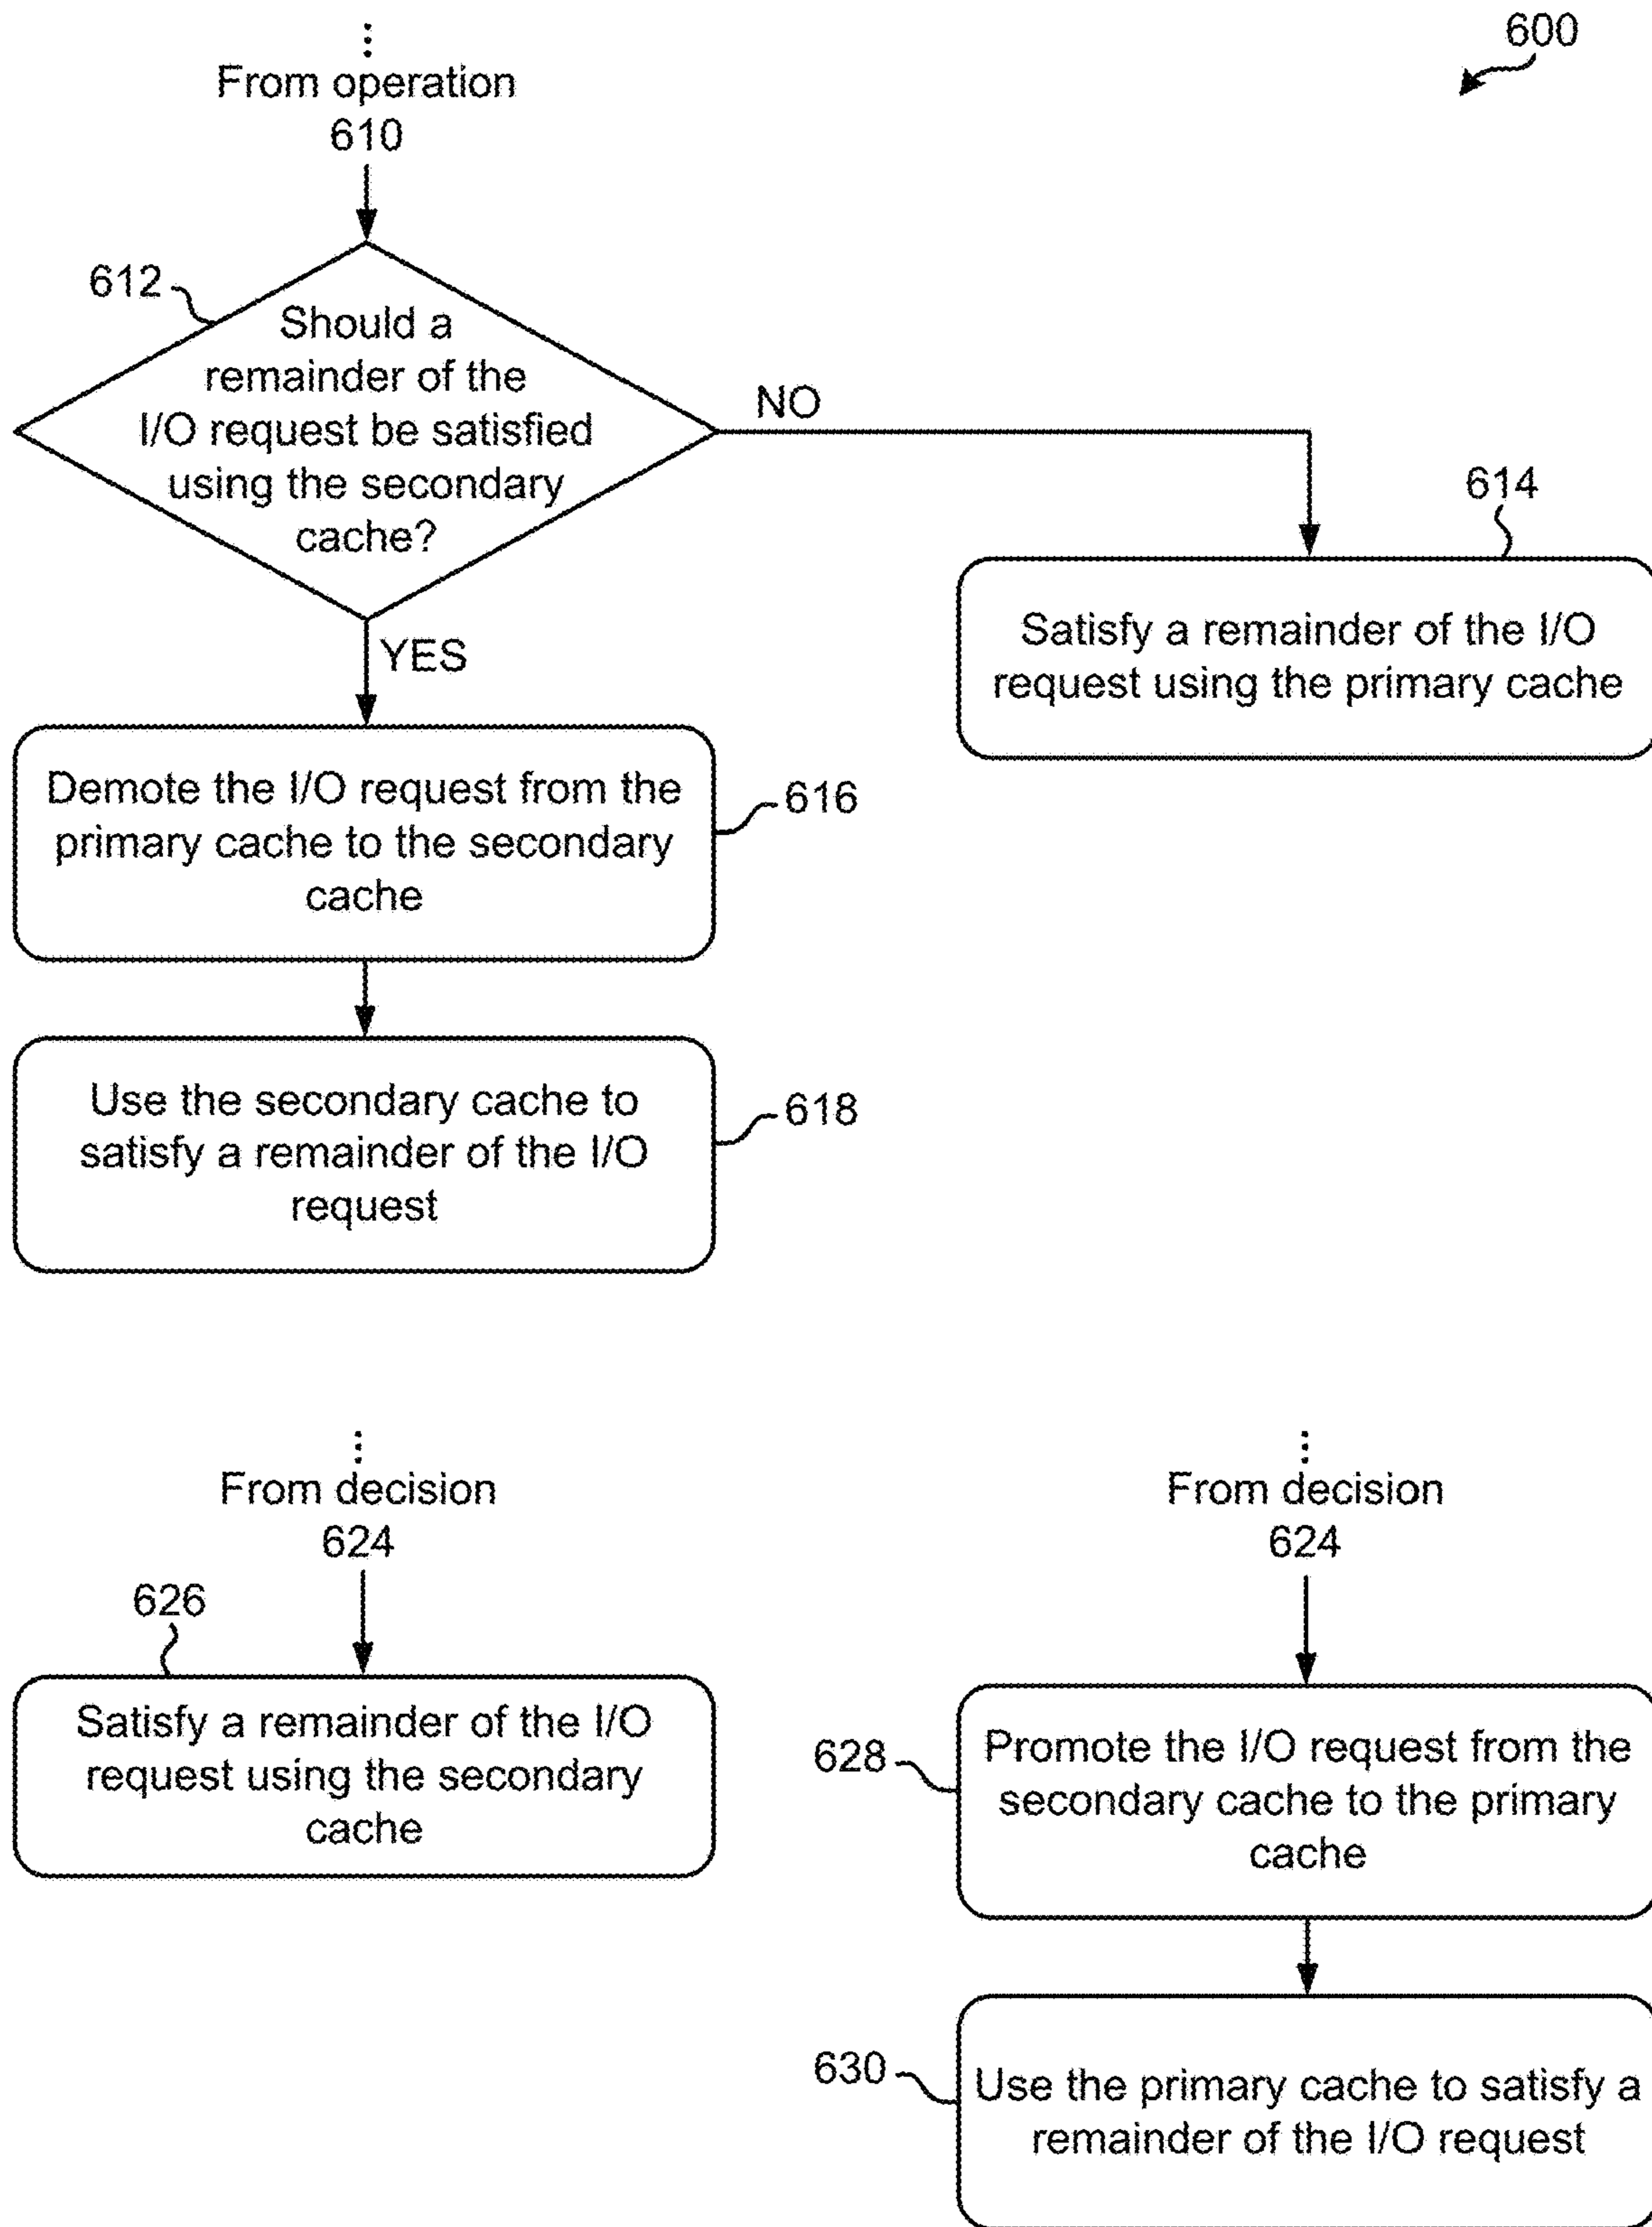 600
From operation
610
612
Should a
remainder of the
I/O request be satisfied
using the secondary
cache?
NO
614
Satisfy a remainder of the I/O
request using the primary cache
YES
Demote the I/O request from the
primary cache to the secondary
cache
616
Use the secondary cache to
satisfy a remainder of the I/O
request
618
From decision
624
626
Satisfy a remainder of the I/O
request using the secondary
cache
From decision
624
628
Promote the I/O request from the
secondary cache to the primary
cache
630
Use the primary cache to satisfy a
remainder of the I/O request